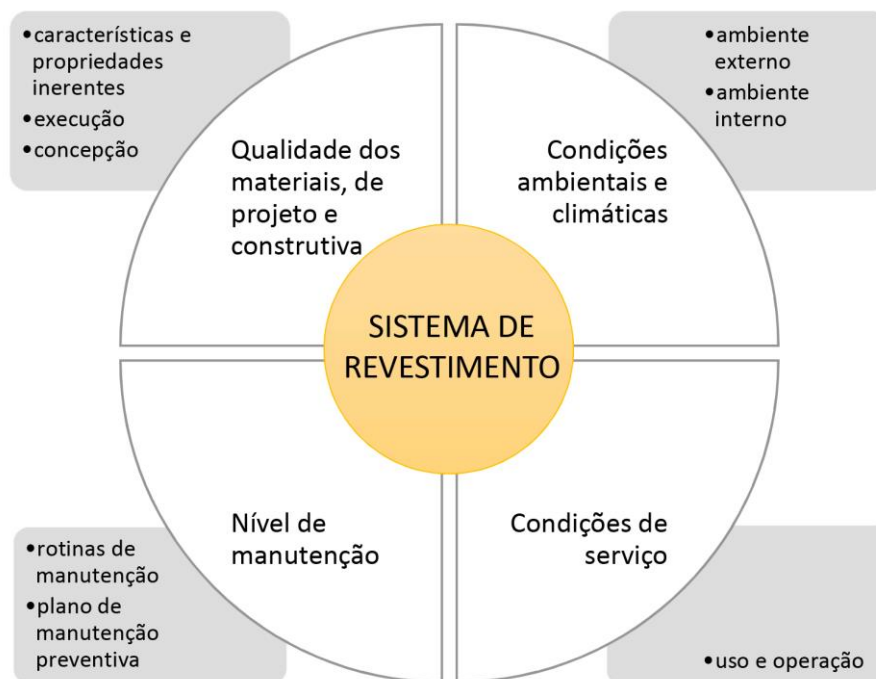 •características e
propriedades
inerentes
•execução
•concepção
Qualidade dos
materiais, de
projeto e
construtiva
•ambiente
externo
•ambiente
interno
Condições
ambientais e
climáticas
SISTEMA DE
REVESTIMENTO
•rotinas de
manutenção
•plano de
manutenção
preventiva
Nível de
manutenção
Condições de
serviço
•uso e operação